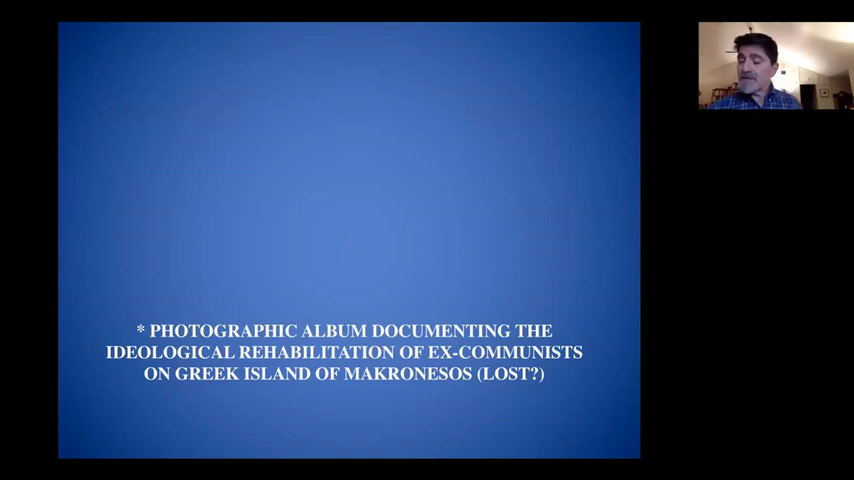 * PHOTOGRAPHIC ALBUM DOCUMENTING THE
IDEOLOGICAL REHABILITATION OF EX-COMMUNISTS
ON GREEK ISLAND OF MAKRONESOS (LOST?)